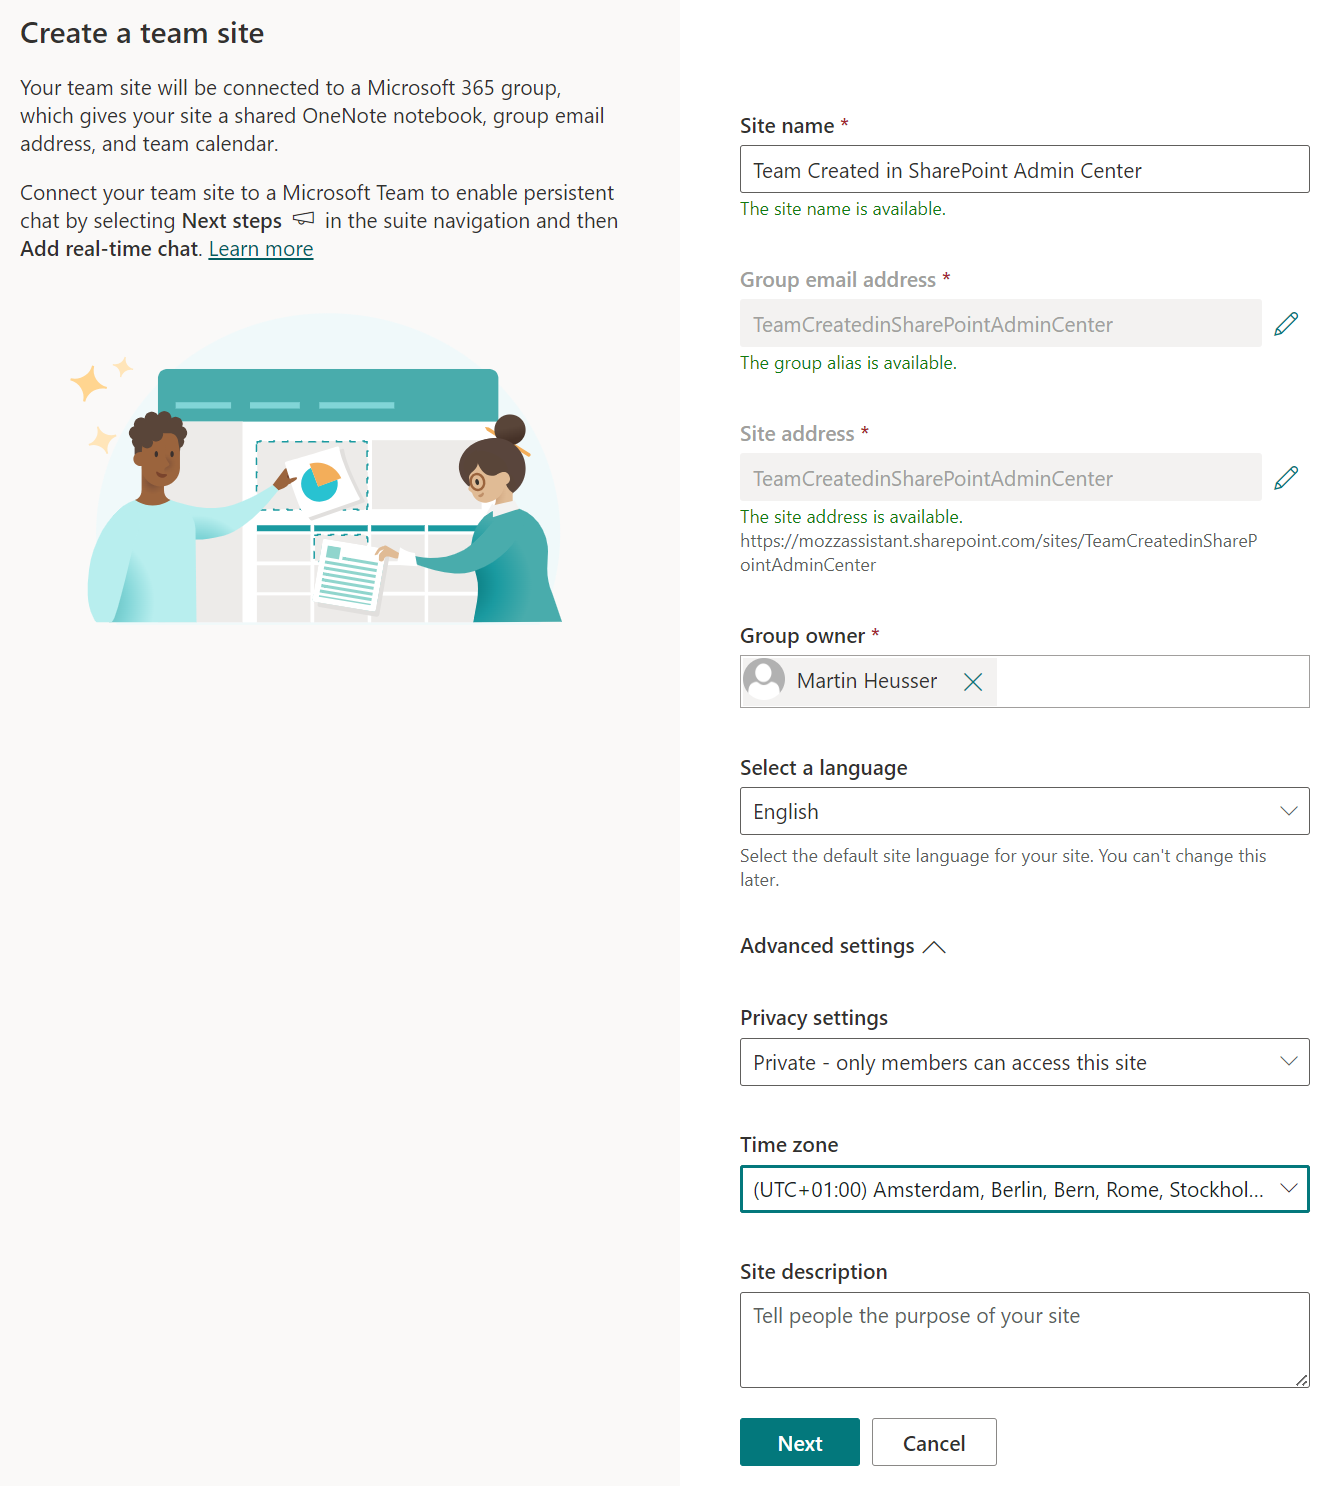 Create a team site
Your team site will be connected to a Microsoft 365 group,
which gives your site a shared OneNote notebook, group email
address, and team calendar.
Connect your team site to a Microsoft Team to enable persistent
chat by selecting Next steps in the suite navigation and then
Add real-time chat. Learn more
Site name *
Team Created in SharePoint Admin Center
The site name is available.
Group email address *
TeamCreatedinSharePointAdminCenter
The group alias is available.
Site address *
TeamCreatedinSharePointAdminCenter
The site address is available.
https://mozzassistant.sharepoint.com/sites/TeamCreatedinShareP
ointAdminCenter
Group owner *
Martin Heusser
Select a language
English
Select the default site language for your site. You can't change this
later.
Advanced settings
Privacy settings
Private - only members can access this site
Time zone
(UTC+01:00) Amsterdam, Berlin, Bern, Rome, Stockhol...
Site description
Tell people the purpose of your site
Next Cancel